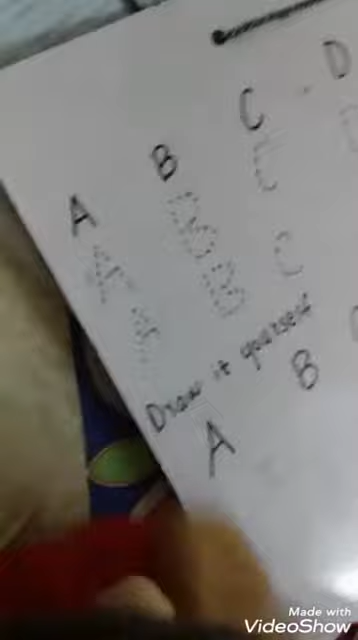 A B C D
A B C
A B C
Draw it yourself
A B
Made with
VideoShow